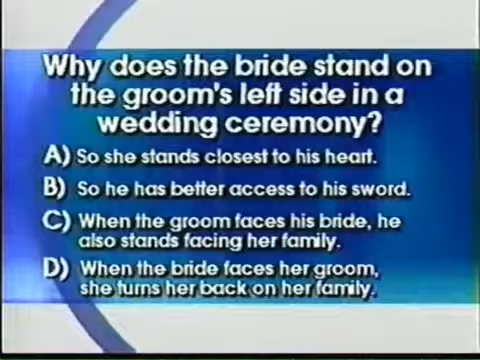 Why does the bride stand on
the groom's left side in a
wedding ceremony?
A) So she stands closest to his heart.
B) So he has better access to his sword.
C) When the groom faces his bride, he
also stands facing her family.
D) When the bride faces her groom,
she turns her back on her family.